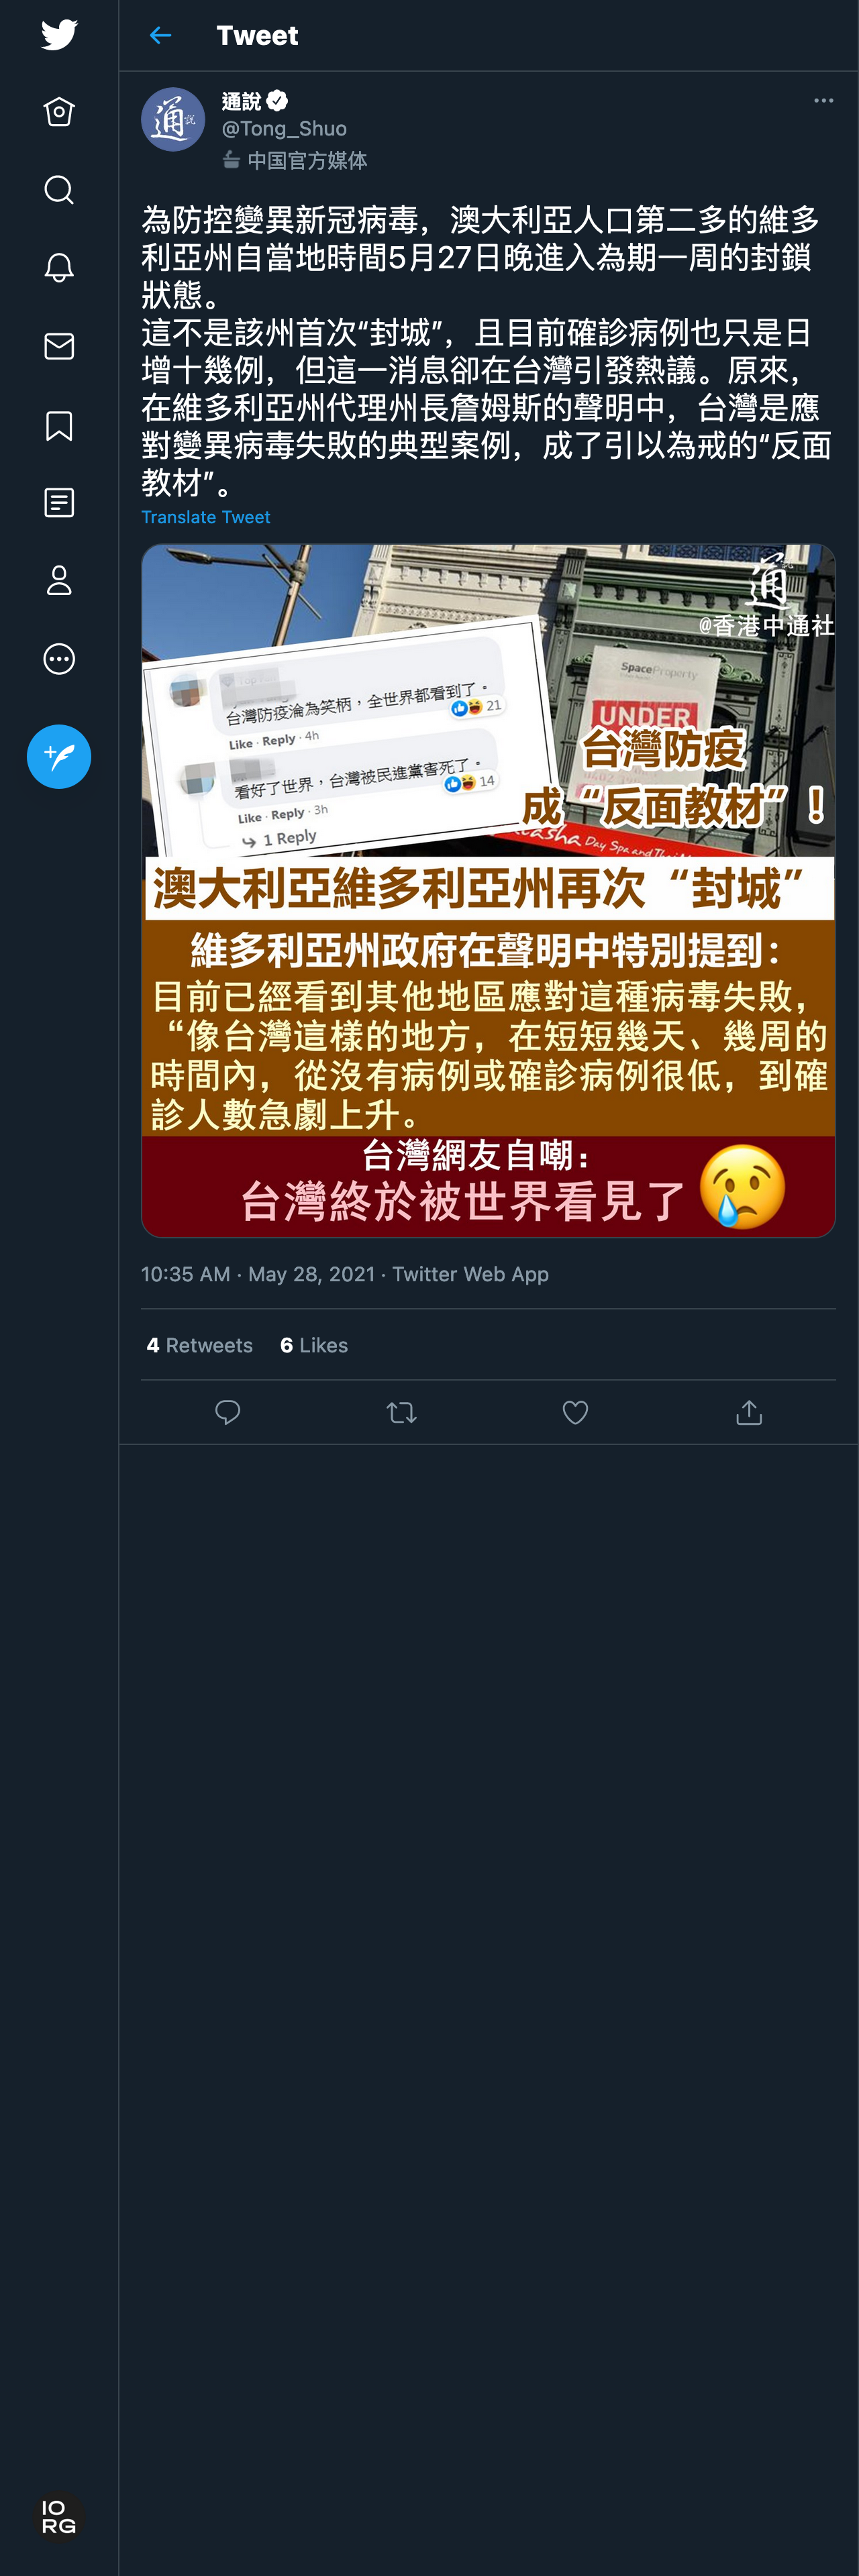 Tweet
通說
@Tong_Shuo
中国官方媒体
為防控變異新冠病毒，澳大利亞人口第二多的維多
利亞州自當地時間5月27日晚進入為期一周的封鎖
狀態。
這不是該州首次“封城”，且目前確診病例也只是日
增十幾例，但這一消息卻在台灣引發熱議。原來，
在維多利亞州代理州長詹姆斯的聲明中，台灣是應
對變異病毒失敗的典型案例，成了引以為戒的“反面
教材”。
Translate Tweet
通說
@香港中通社
台灣防疫淪為笑柄，全世界都看到了。
21
Like · Reply · 4h
看好了世界，台灣被民進黨害死了。
14
Like · Reply · 3h
1 Reply
SpaceProperty
UNDER
台灣防疫
成“反面教材”！
Day Spa and
澳大利亞維多利亞州再次“封城”
維多利亞州政府在聲明中特別提到：
目前已經看到其他地區應對這種病毒失敗，
“像台灣這樣的地方，在短短幾天、幾周的
時間內，從沒有病例或確診病例很低，到確
診人數急劇上升。
台灣網友自嘲：
台灣終於被世界看見了
10:35 AM · May 28, 2021 · Twitter Web App
4 Retweets 6 Likes
IO
RG